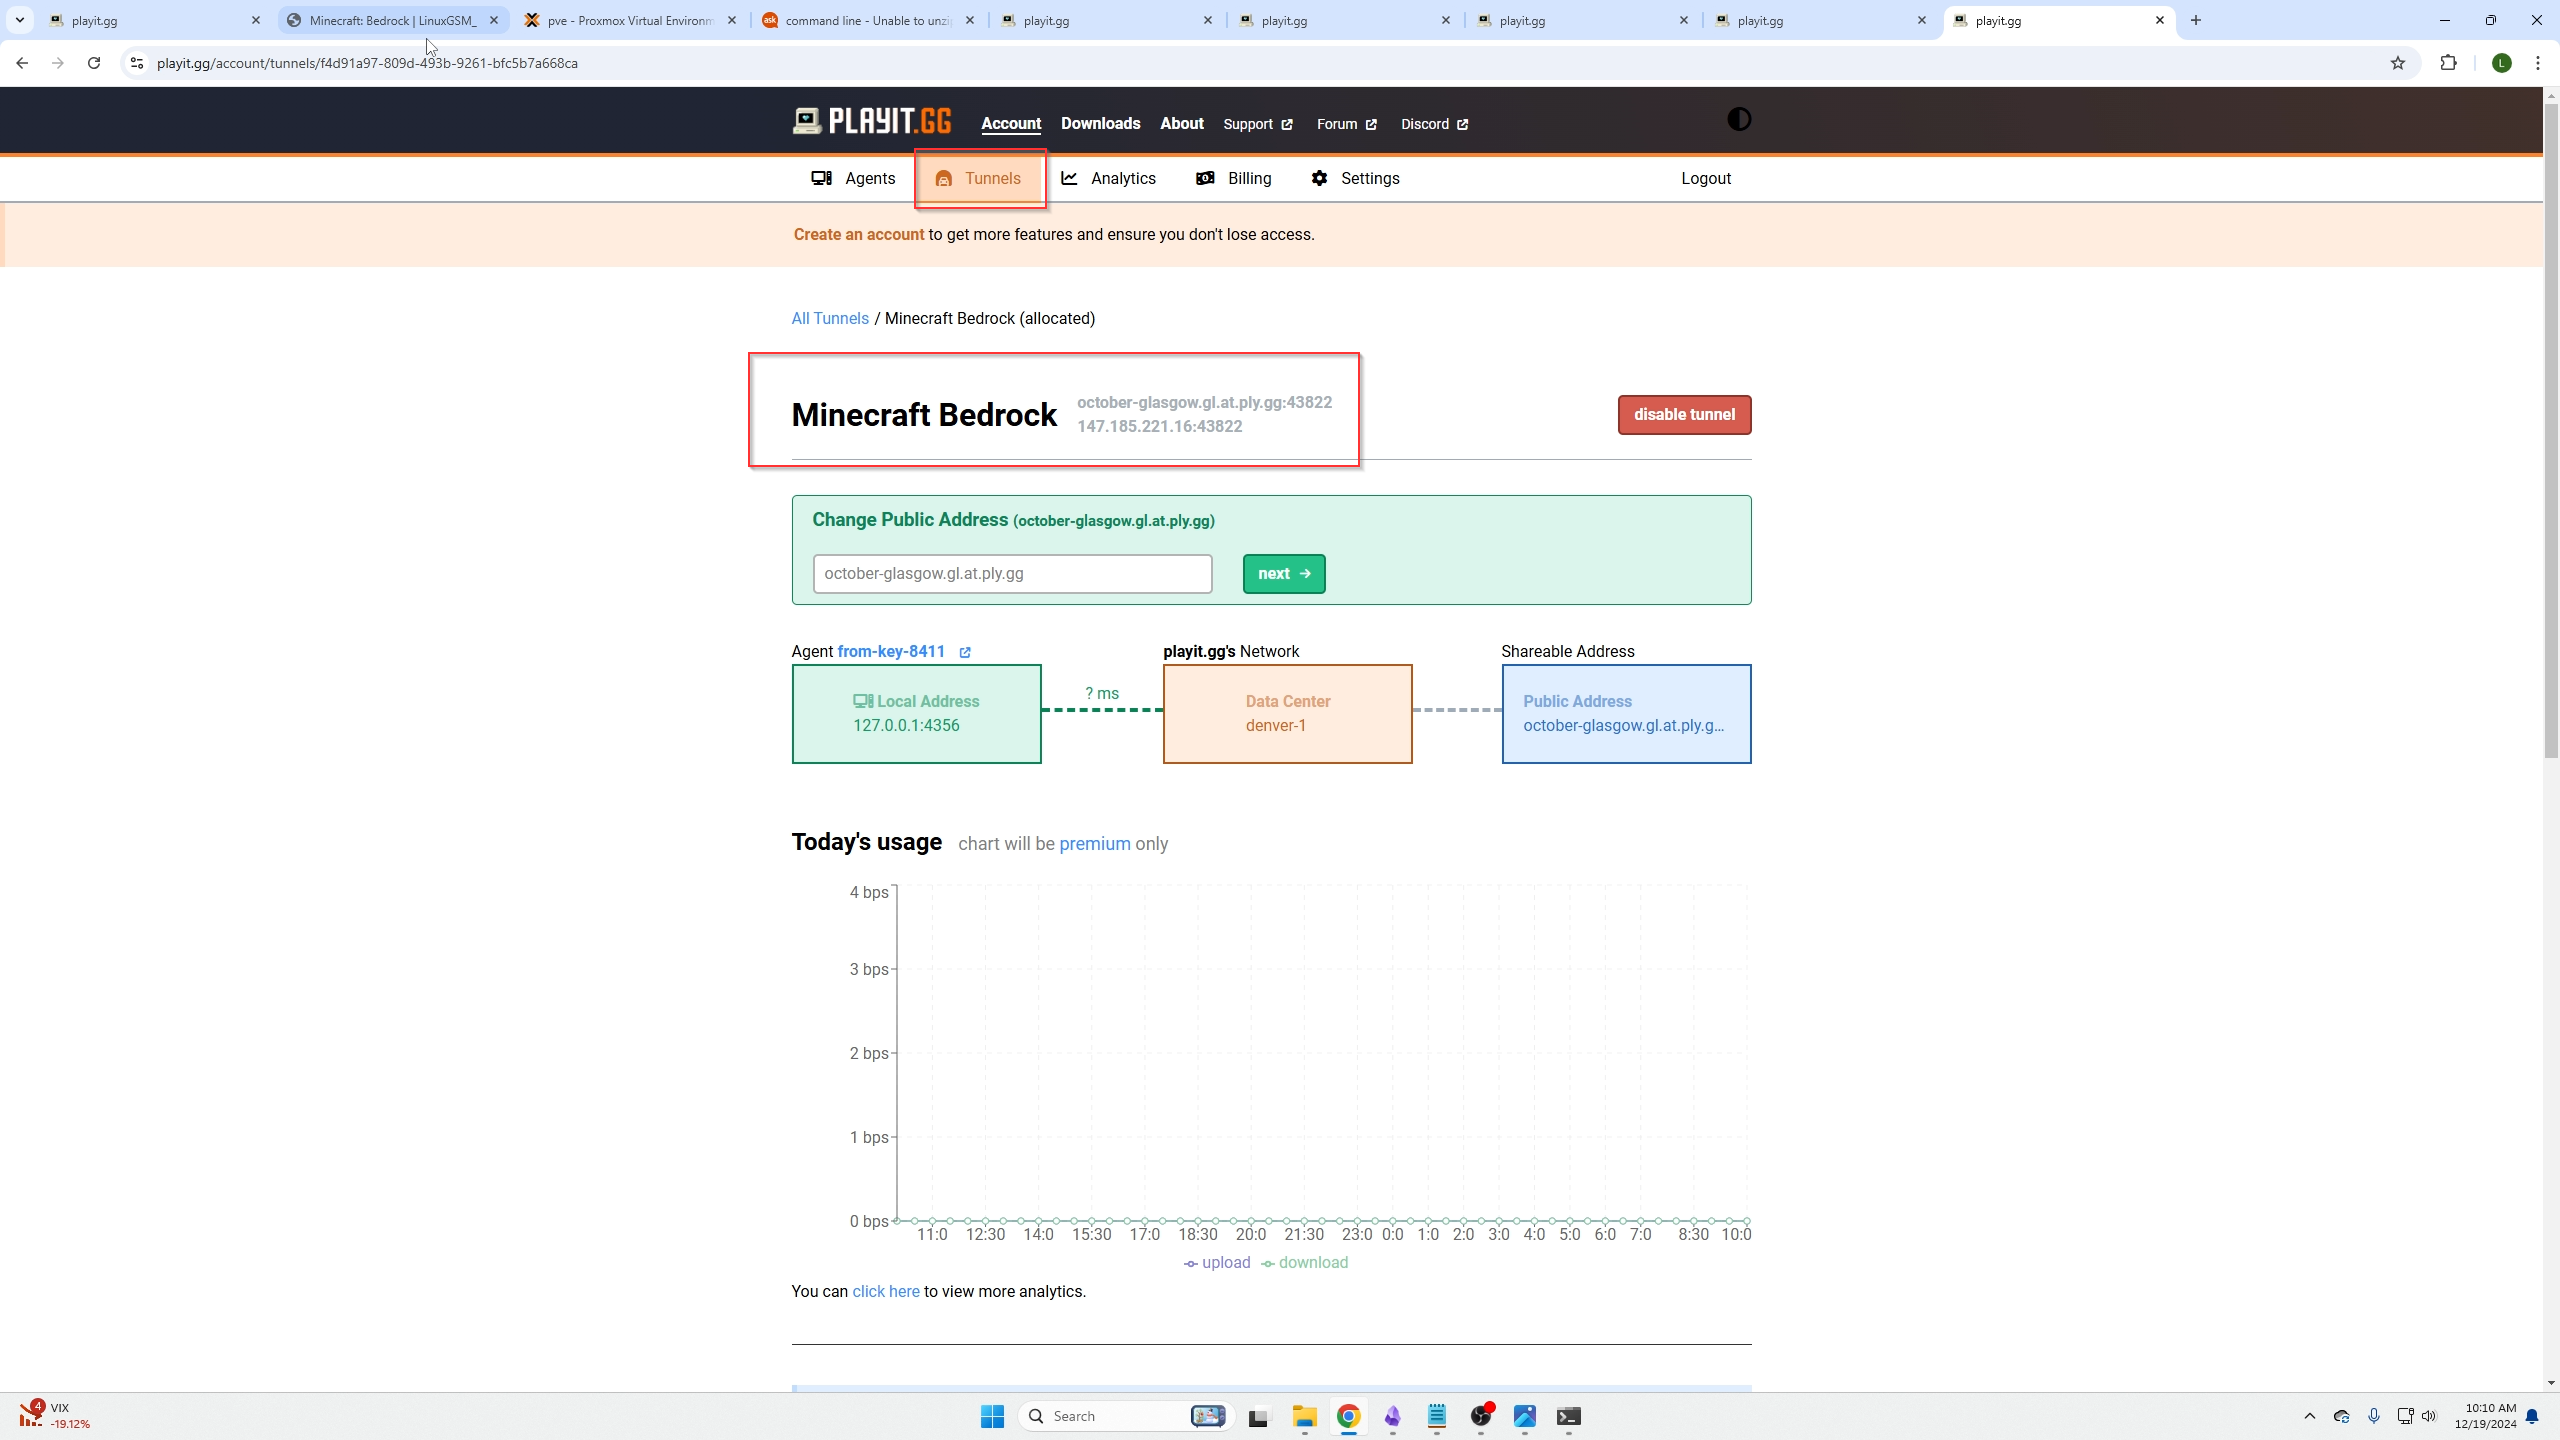 playit.gg
Minecraft: Bedrock | LinuxGSM_
pve - Proxmox Virtual Environm
ask
command line - Unable to unzi
playit.gg
playit.gg
playit.gg
playit.gg
playit.gg
playit.gg/account/tunnels/f4d91a97-809d-493b-9261-bfc5b7a668ca
L
PLAYIT.GG
Account
Downloads
About
Support
Forum
Discord
Agents
Tunnels
Analytics
Billing
Settings
Logout
Create an account to get more features and ensure you don't lose access.
All Tunnels / Minecraft Bedrock (allocated)
Minecraft Bedrock
october-glasgow.gl.at.ply.gg:43822
147.185.221.16:43822
disable tunnel
Change Public Address (october-glasgow.gl.at.ply.gg)
october-glasgow.gl.at.ply.gg
next →
Agent from-key-8411
playit.gg's Network
Shareable Address
Local Address
127.0.0.1:4356
? ms
Data Center
denver-1
Public Address
october-glasgow.gl.at.ply.g...
Today's usage chart will be premium only
4 bps
3 bps
2 bps
1 bps
0 bps
11:0 12:30 14:0 15:30 17:0 18:30 20:0 21:30 23:0 0:0 1:0 2:0 3:0 4:0 5:0 6:0 7:0 8:30 10:0
upload download
You can click here to view more analytics.
4
VIX
-19.12%
Search
10:10 AM
12/19/2024